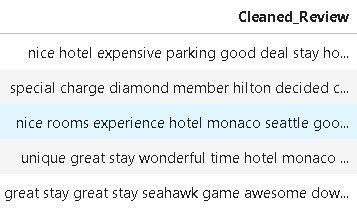 Cleaned_Review
nice hotel expensive parking good deal stay ho...
special charge diamond member hilton decided c...
nice rooms experience hotel monaco seattle goo...
unique great stay wonderful time hotel monaco ...
great stay great stay seahawk game awesome dow...